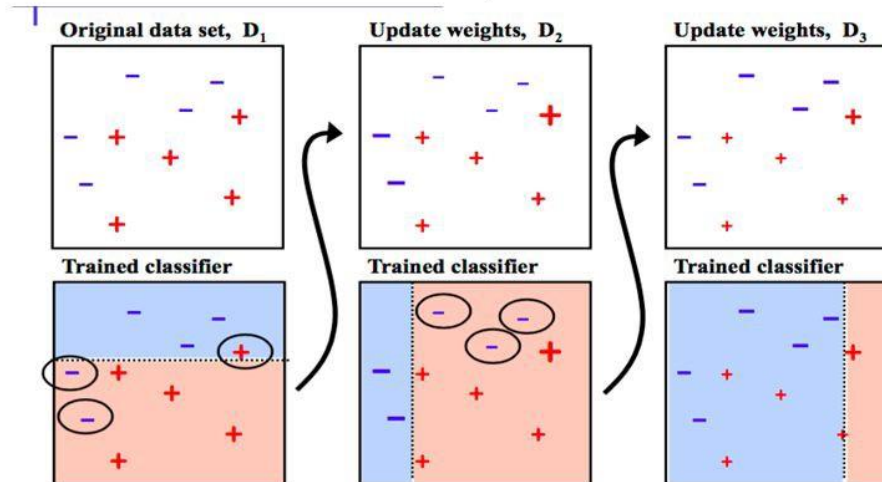 Original data set, D₁
Update weights, D₂
Update weights, D₃
Trained classifier
Trained classifier
Trained classifier